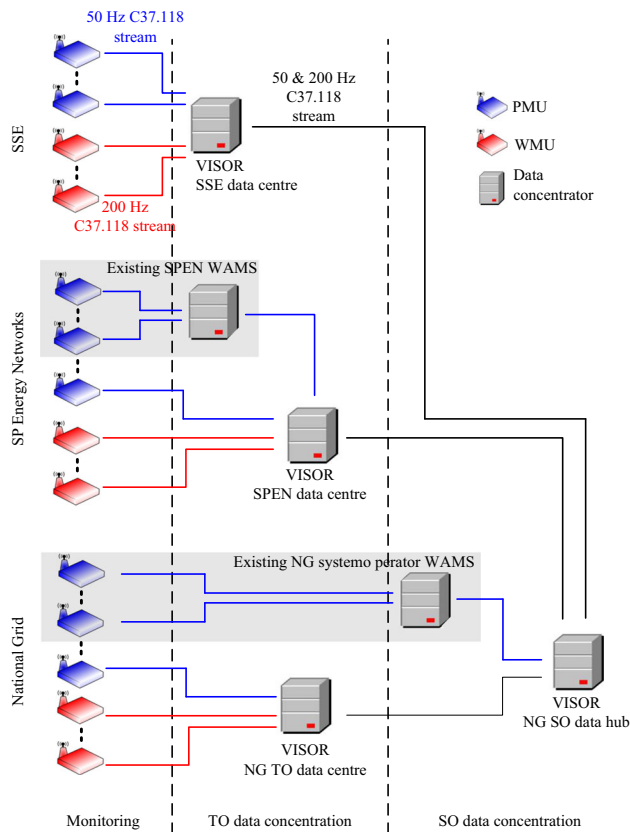 50 Hz C37.118
stream
50 & 200 Hz
C37.118
stream
PMU
WMU
Data
concentrator
SSE
VISOR
SSE data centre
200 Hz
C37.118 stream
Existing SPEN WAMS
SP Energy Networks
VISOR
SPEN data centre
Existing NG systemo perator WAMS
National Grid
VISOR
NG SO data hub
VISOR
NG TO data centre
Monitoring
TO data concentration
SO data concentration